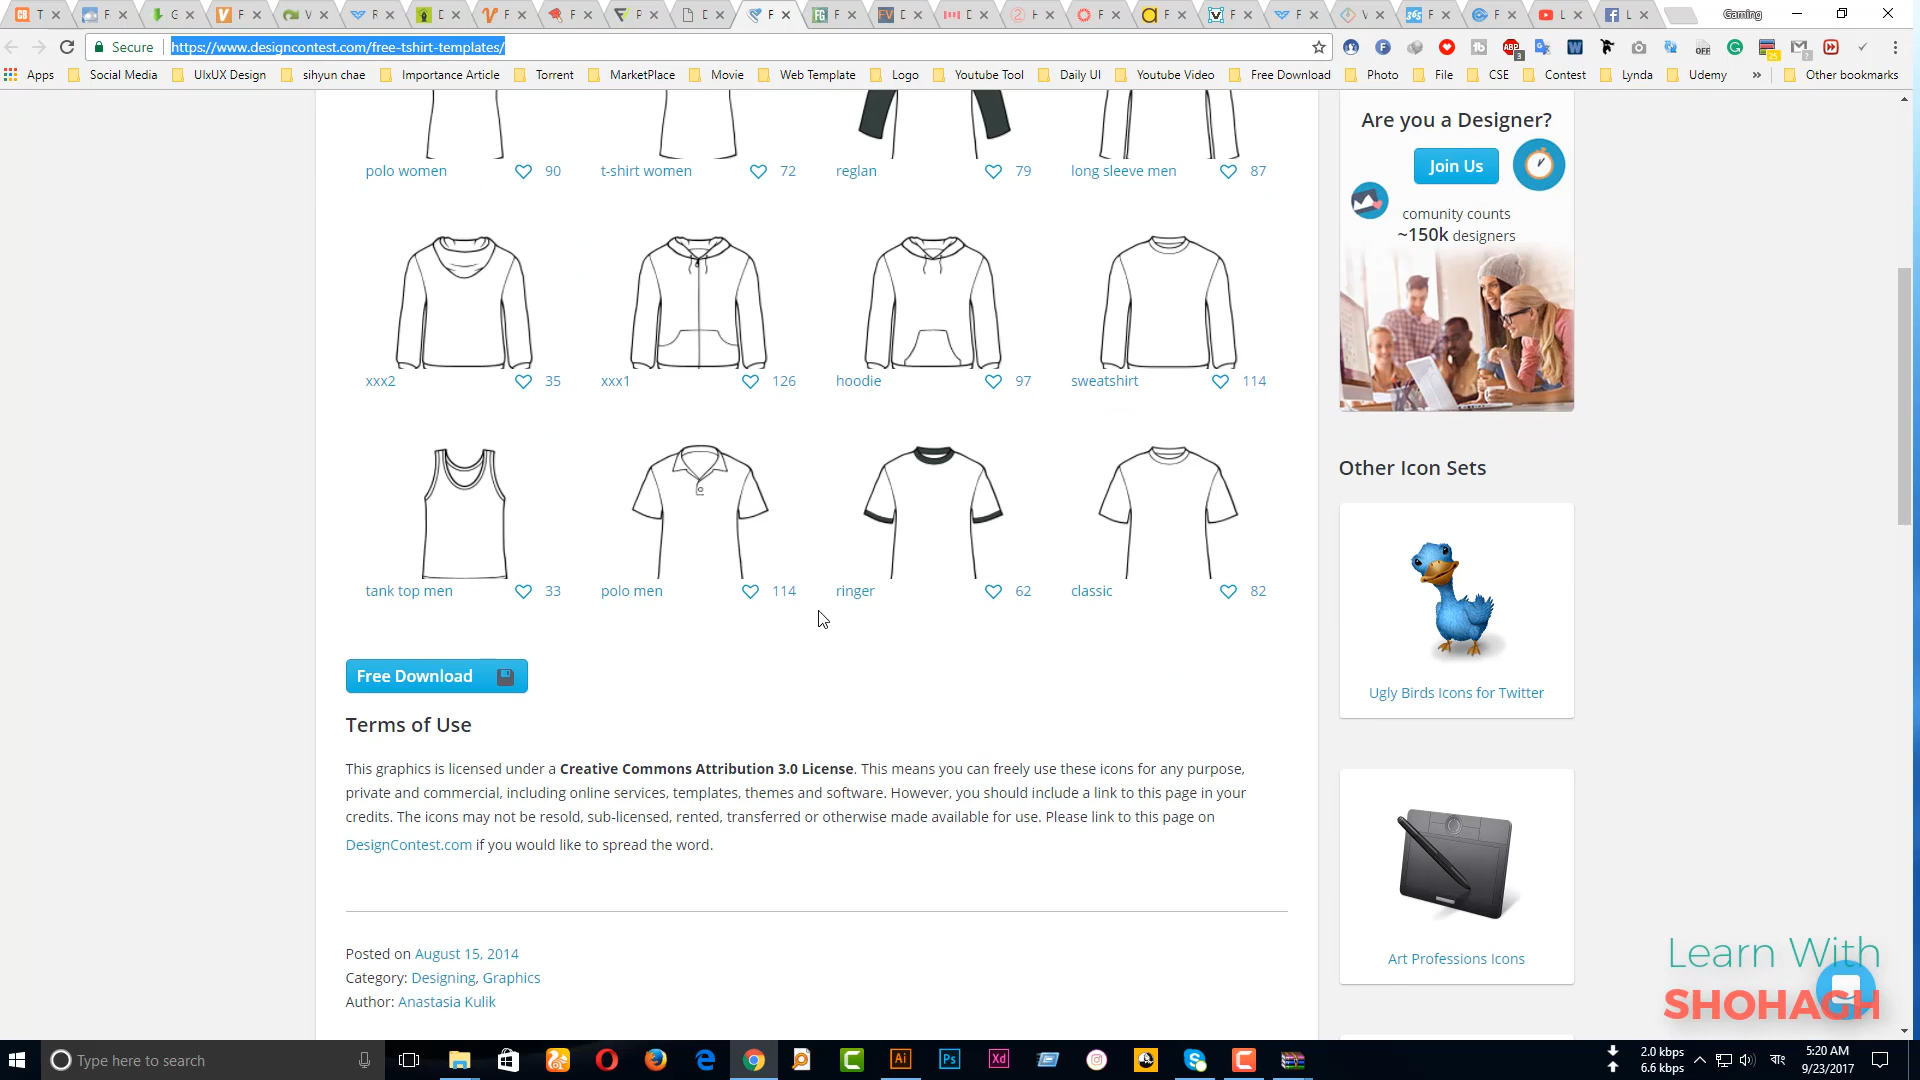 Gaming
Secure
https://www.designcontest.com/free-tshirt-templates/
Apps
Social Media
UIxUX Design
sihyun chae
Importance Article
Torrent
MarketPlace
Movie
Web Template
Logo
Youtube Tool
Daily UI
Youtube Video
Free Download
Photo
File
CSE
Contest
Lynda
Udemy
»
Other bookmarks
polo women 90
t-shirt women 72
reglan 79
long sleeve men 87
xxx2 35
xxx1 126
hoodie 97
sweatshirt 114
tank top men 33
polo men 114
ringer 62
classic 82
Free Download
Terms of Use
This graphics is licensed under a Creative Commons Attribution 3.0 License. This means you can freely use these icons for any purpose,
private and commercial, including online services, templates, themes and software. However, you should include a link to this page in your
credits. The icons may not be resold, sub-licensed, rented, transferred or otherwise made available for use. Please link to this page on
DesignContest.com if you would like to spread the word.
Posted on August 15, 2014
Category: Designing, Graphics
Author: Anastasia Kulik
Are you a Designer?
Join Us
comunity counts
~150k designers
Other Icon Sets
Ugly Birds Icons for Twitter
Art Professions Icons
Learn With
SHOHAGH
Type here to search
2.0 kbps
6.6 kbps
বাং
5:20 AM
9/23/2017